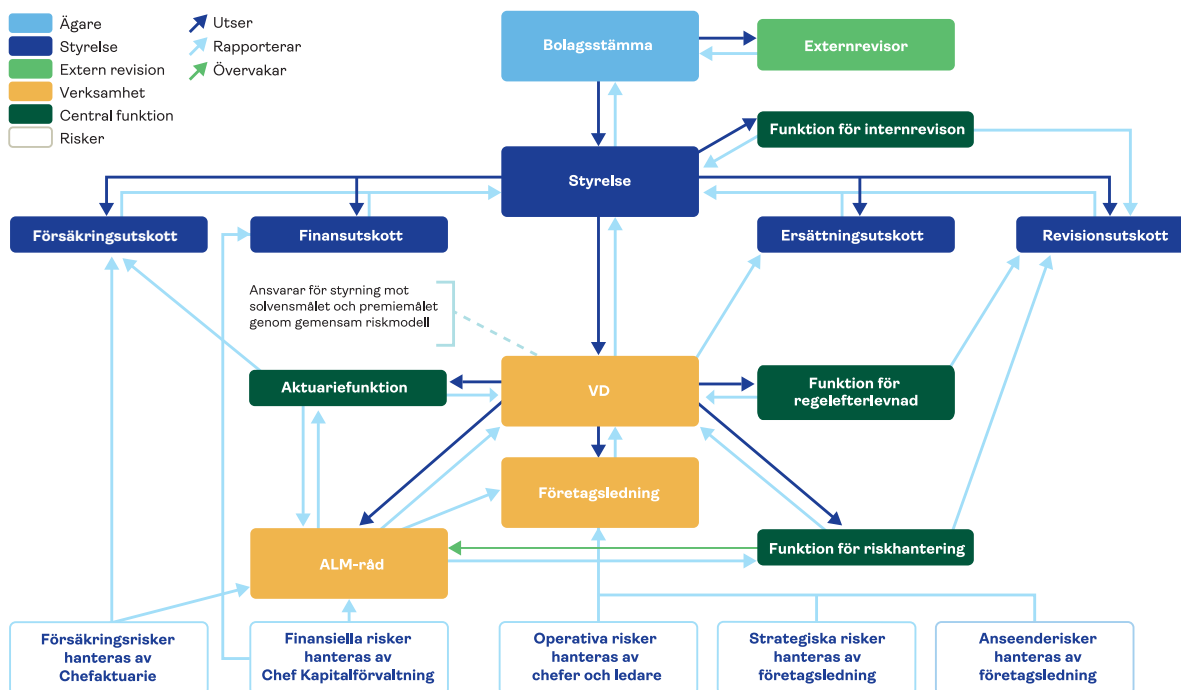 Ägare
Styrelse
Extern revision
Verksamhet
Central funktion
Risker
Utser
Rapporterar
Övervakar
Bolagsstämma
Externrevisor
Funktion för internrevison
Styrelse
Försäkringsutskott
Finansutskott
Ersättningsutskott
Revisionsutskott
Ansvarar för styrning mot
solvensmålet och premiemålet
genom gemensam riskmodell
Aktuariefunktion
VD
Funktion för
regelefterlevnad
Företagsledning
ALM-råd
Funktion för riskhantering
Försäkringsrisker
hanteras av
Chefaktuarie
Finansiella risker
hanteras av
Chef Kapitalförvaltning
Operativa risker
hanteras av
chefer och ledare
Strategiska risker
hanteras av
företagsledning
Anseenderisker
hanteras av
företagsledning